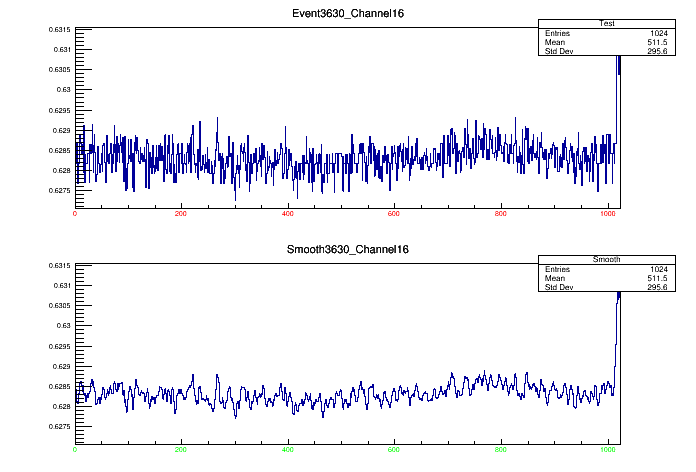 Event3630_Channel16
Test
Entries 1024
Mean 511.5
Std Dev 295.6
0.6315
0.631
0.6305
0.63
0.6295
0.629
0.6285
0.628
0.6275
0 200 400 600 800 1000
Smooth3630_Channel16
Smooth
Entries 1024
Mean 511.5
Std Dev 295.6
0.6315
0.631
0.6305
0.63
0.6295
0.629
0.6285
0.628
0.6275
0 200 400 600 800 1000